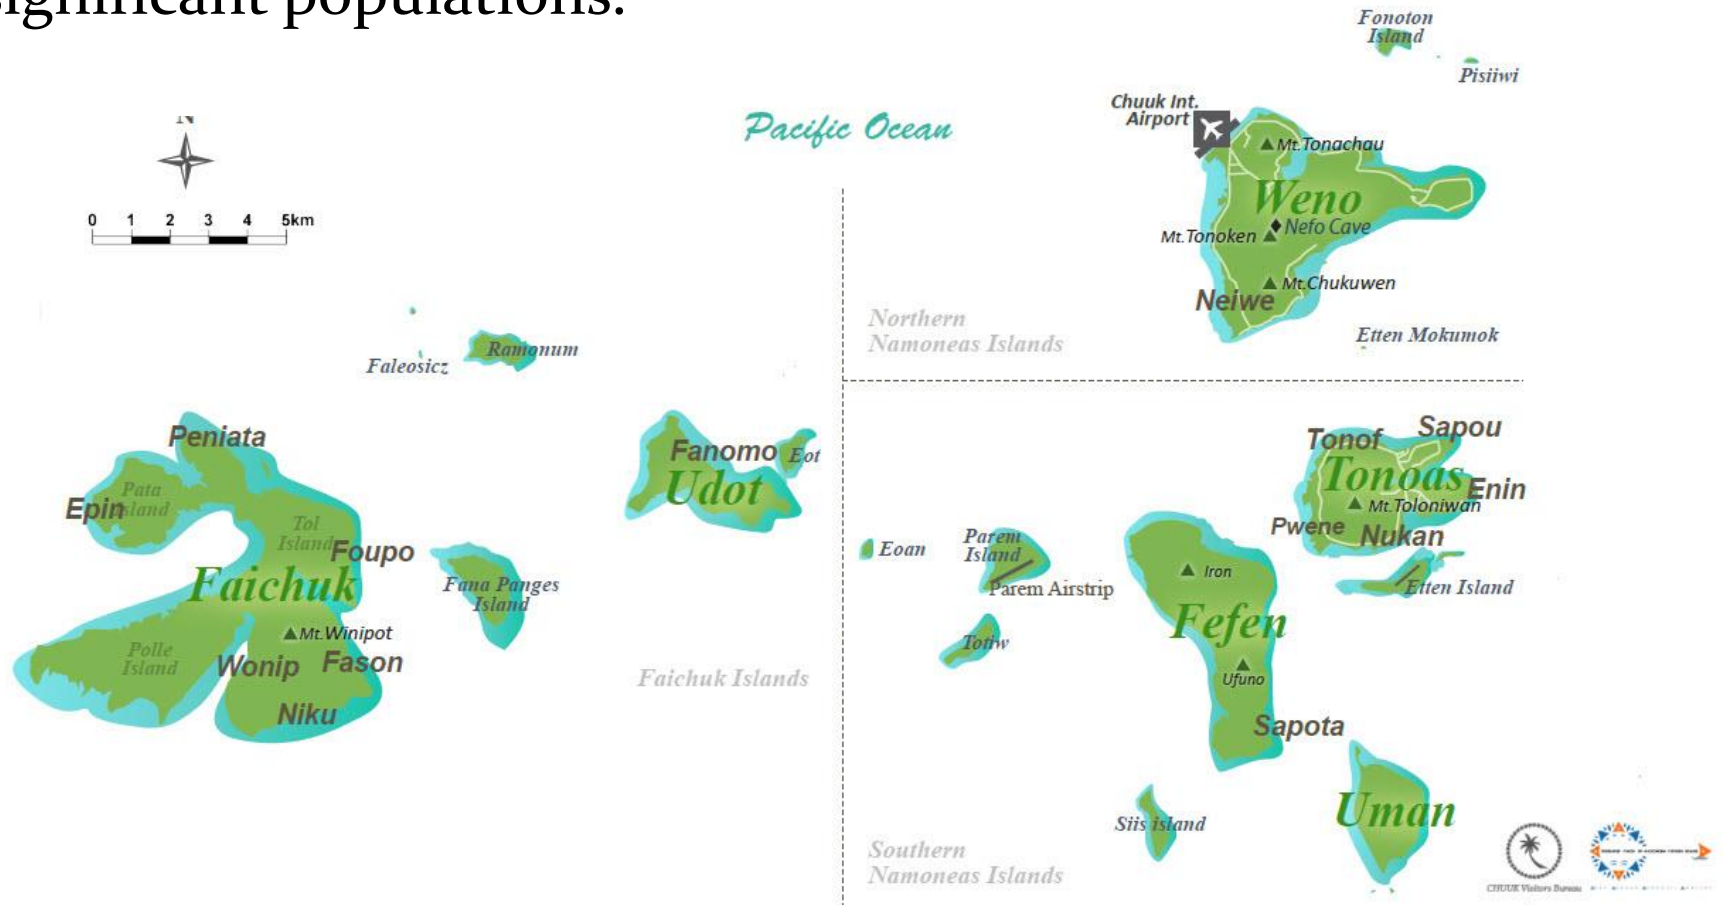 significant populations.
Fonoton
Island
Pisiiwi
Chuuk Int.
Airport
Pacific Ocean
N
Mt.Tonachau
Weno
Nefo Cave
Mt.Tonoken
0 1 2 3 4 5km
Mt.Chukuwen
Neiwe
Northern
Namoneas Islands
Etten Mokumok
Ramonum
Faleosicz
Peniata
Pata
Island
Epin
Tol
Island
Foupo
Faichuk
Fana Panges
Island
Mt.Winipot
Polle
Island
Wonip
Fason
Niku
Fanomo
Eot
Udot
Faichuk Islands
Tonof
Sapou
Tonoas
Enin
Mt.Toloniwan
Pwene
Nukan
Etten Island
Eoan
Parem
Island
Parem Airstrip
Totiw
Iron
Fefen
Ufuno
Sapota
Siis island
Uman
Southern
Namoneas Islands
CHUUK Visitors Bureau